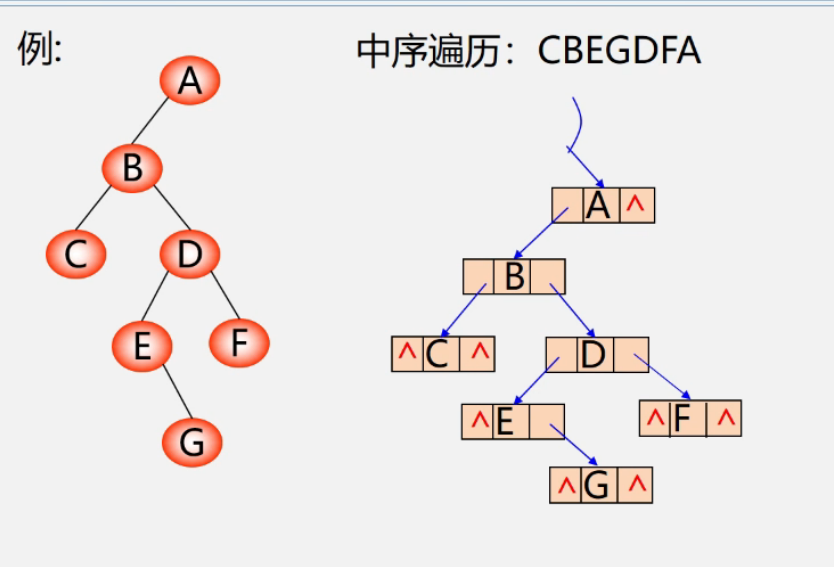 例:
中序遍历：CBEGDFA
A
B
C D
E F
G
A ^
B
^ C ^ D
^ E ^ F ^
^ G ^